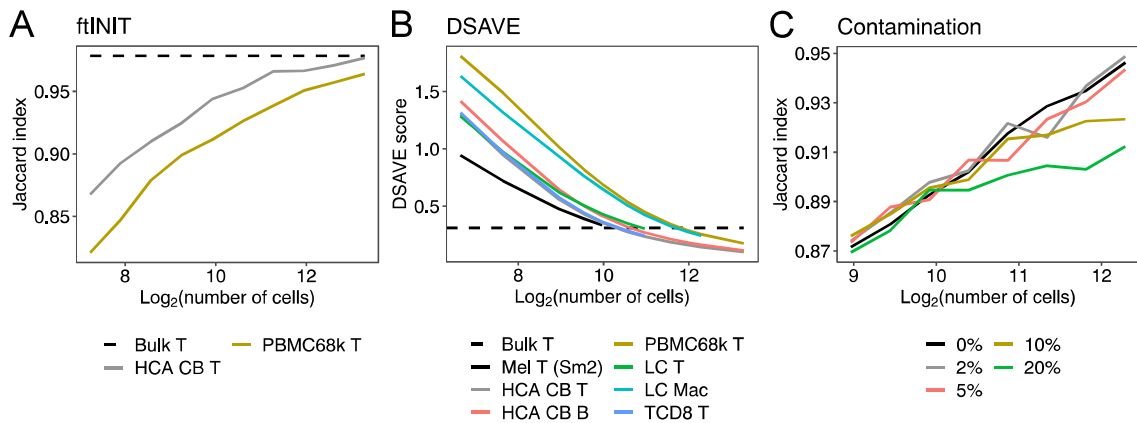 A ftINIT
Jaccard index
0.95
0.90
0.85
8 10 12
Log2(number of cells)
Bulk T PBMC68k T
HCA CB T
B DSAVE
DSAVE score
1.5
1.0
0.5
8 10 12
Log2(number of cells)
Bulk T PBMC68k T
Mel T (Sm2) LC T
HCA CB T LC Mac
HCA CB B TCD8 T
C Contamination
Jaccard index
0.95
0.93
0.91
0.89
0.87
9 10 11 12
Log2(number of cells)
0% 10%
2% 20%
5%